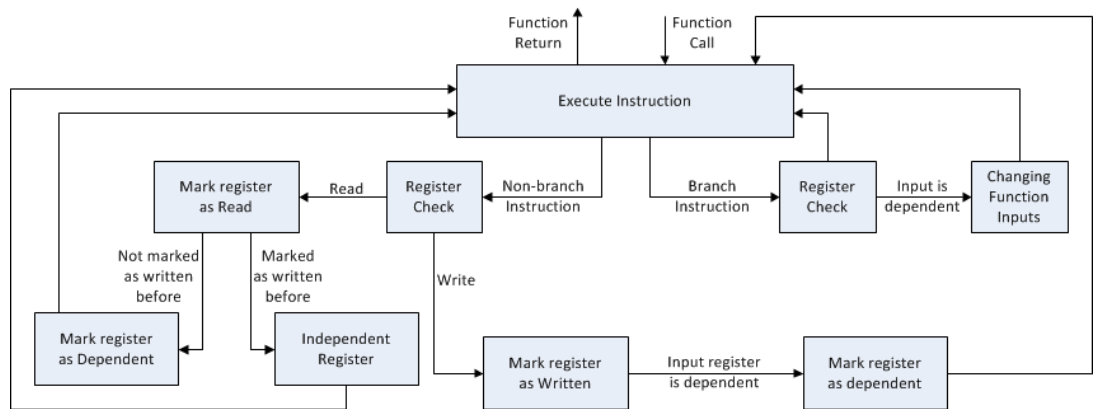 Function
Return
Function
Call
Execute Instruction
Mark register
as Read
Read
Register
Check
Non-branch
Instruction
Branch
Instruction
Register
Check
Input is
dependent
Changing
Function
Inputs
Not marked
as written
before
Marked
as written
before
Write
Mark register
as Dependent
Independent
Register
Mark register
as Written
Input register
is dependent
Mark register
as dependent